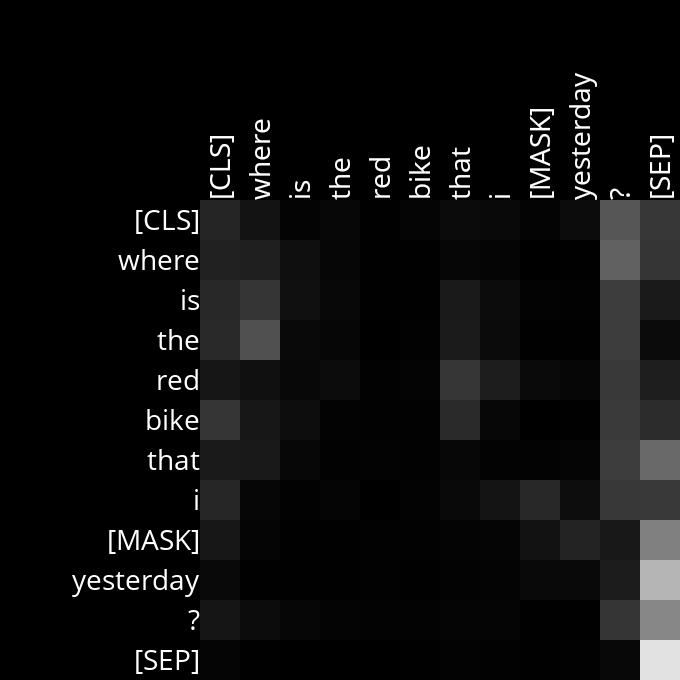 [CLS]
where
is
the
red
bike
that
i
[MASK]
yesterday
?
[SEP]
[CLS]
where
is
the
red
bike
that
i
[MASK]
yesterday
?
[SEP]